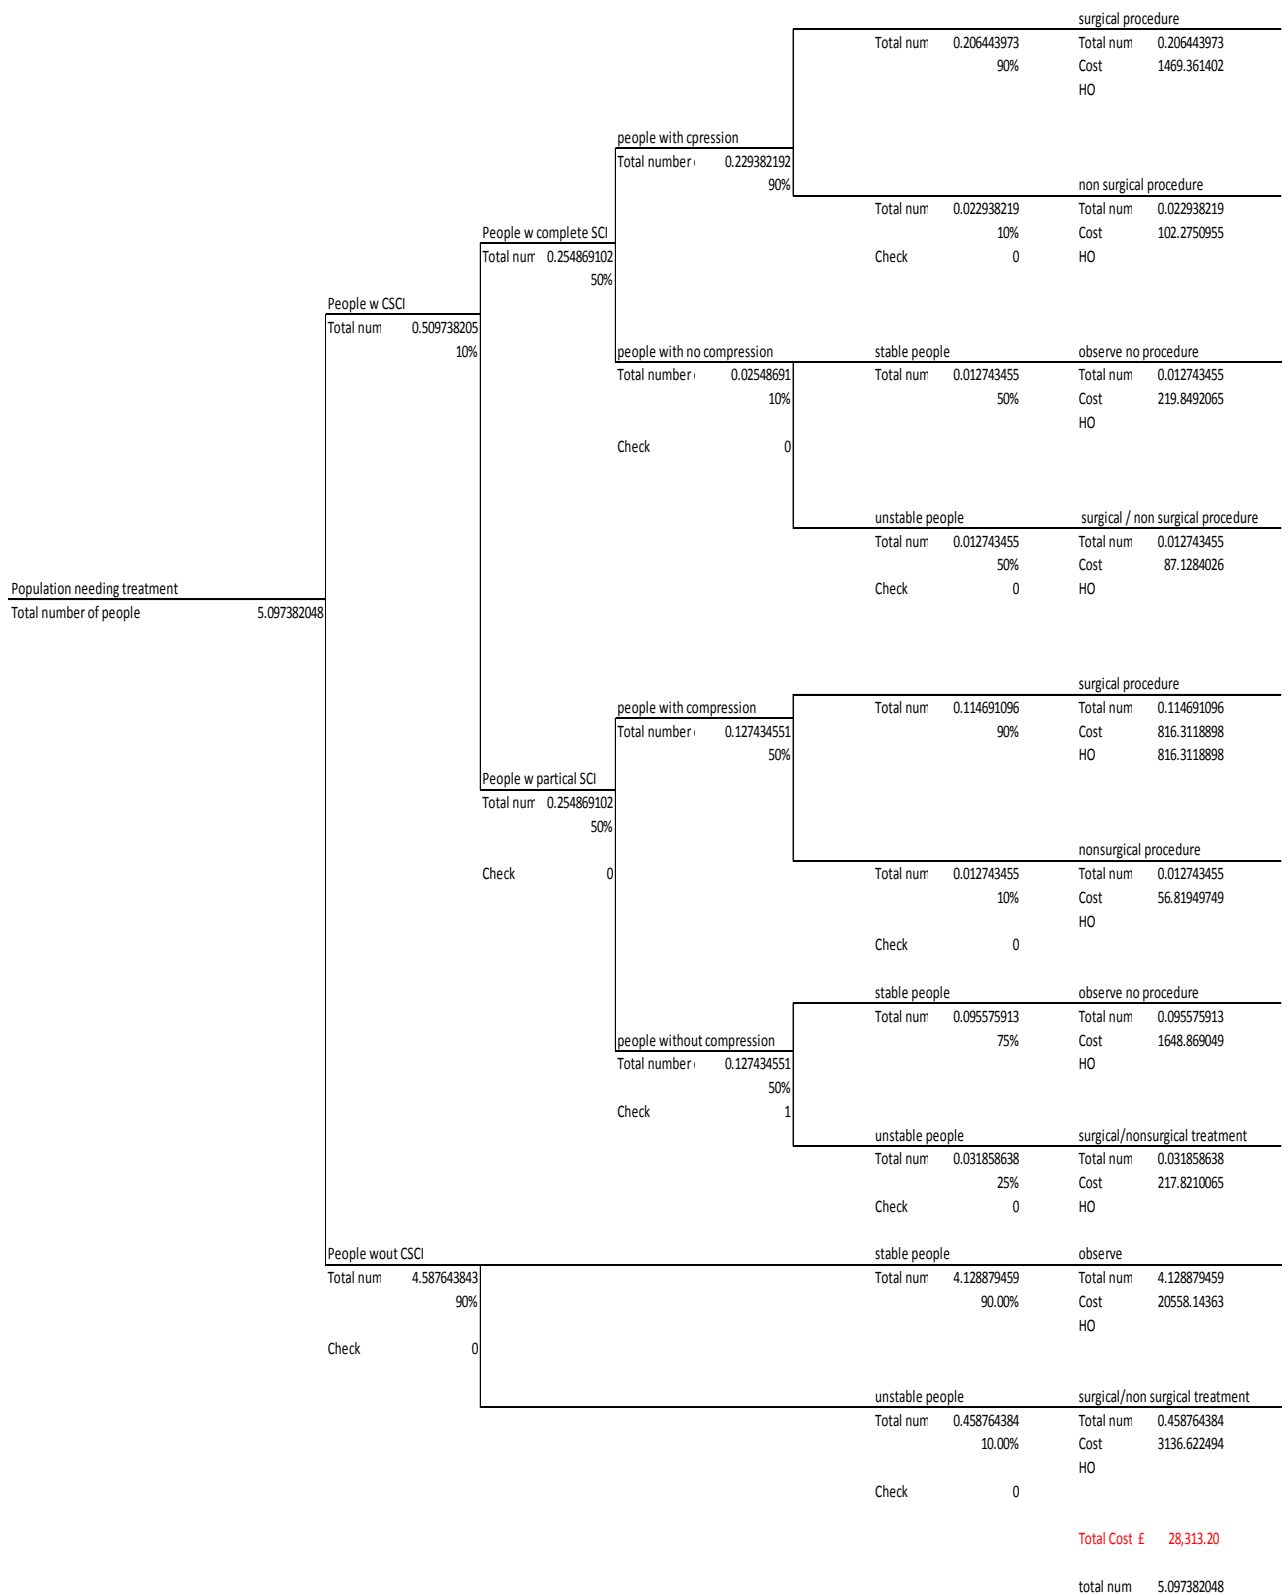 surgical procedure
Total num 0.206443973 Total num 0.206443973
90% Cost 1469.361402
HO
people with cpression
Total number 0.229382192
90% non surgical procedure
Total num 0.022938219 Total num 0.022938219
People w complete SCI 10% Cost 102.2750955
Total num 0.254869102 Check 0 HO
50%
People w CSCI
Total num 0.509738205
10% people with no compression stable people observe no procedure
Total number 0.02548691 Total num 0.012743455 Total num 0.012743455
10% 50% Cost 219.8492065
HO
Check 0
unstable people surgical / non surgical procedure
Total num 0.012743455 Total num 0.012743455
50% Cost 87.1284026
Population needing treatment Check 0 HO
Total number of people 5.097382048
surgical procedure
people with compression Total num 0.114691096 Total num 0.114691096
Total number 0.127434551 90% Cost 816.3118898
50% HO 816.3118898
People w partical SCI
Total num 0.254869102
50%
nonsurgical procedure
Check 0 Total num 0.012743455 Total num 0.012743455
10% Cost 56.81949749
HO
Check 0
stable people observe no procedure
Total num 0.095575913 Total num 0.095575913
people without compression 75% Cost 1648.869049
Total number 0.127434551 HO
50%
Check 1
unstable people surgical/nonsurgical treatment
Total num 0.031858638 Total num 0.031858638
25% Cost 217.8210065
Check 0 HO
People wout CSCI stable people observe
Total num 4.587643843 Total num 4.128879459 Total num 4.128879459
90% 90.00% Cost 20558.14363
HO
Check 0
unstable people surgical/non surgical treatment
Total num 0.458764384 Total num 0.458764384
10.00% Cost 3136.622494
HO
Check 0
Total Cost £ 28,313.20
total num 5.097382048